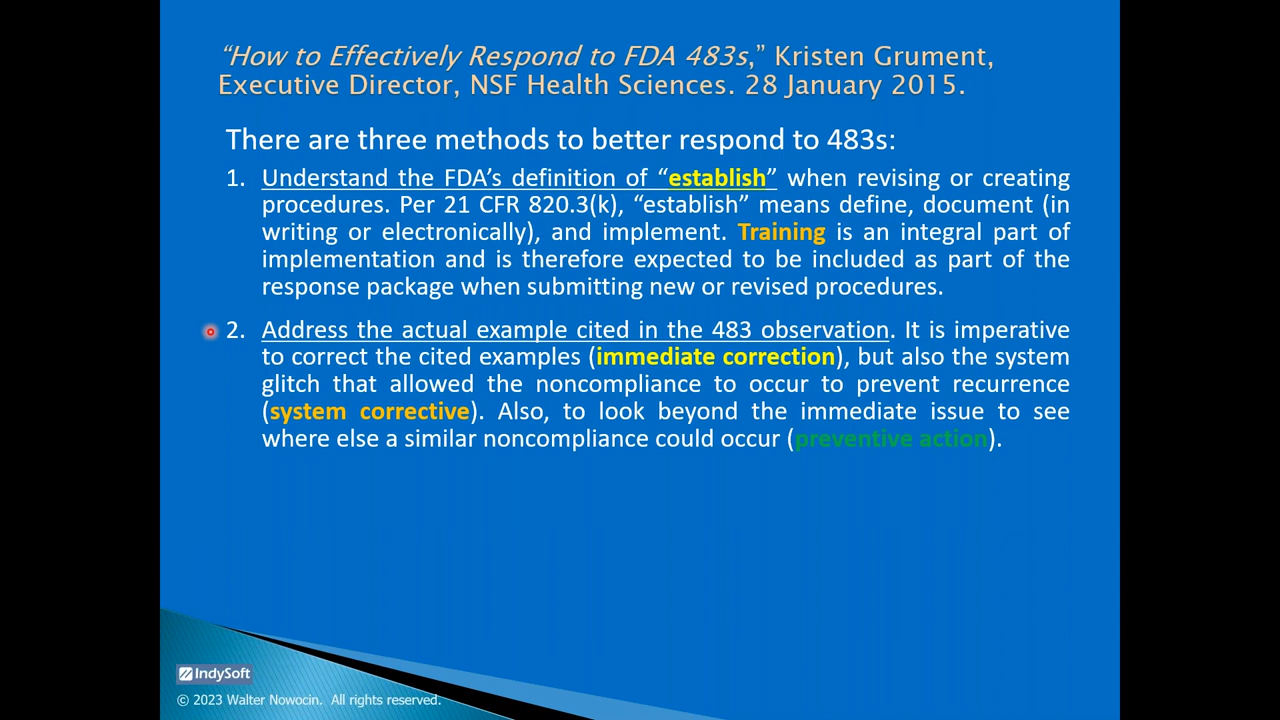 “How to Effectively Respond to FDA 483s,” Kristen Grument,
Executive Director, NSF Health Sciences. 28 January 2015.
There are three methods to better respond to 483s:
1. Understand the FDA’s definition of “establish” when revising or creating
procedures. Per 21 CFR 820.3(k), “establish” means define, document (in
writing or electronically), and implement. Training is an integral part of
implementation and is therefore expected to be included as part of the
response package when submitting new or revised procedures.
2. Address the actual example cited in the 483 observation. It is imperative
to correct the cited examples (immediate correction), but also the system
glitch that allowed the noncompliance to occur to prevent recurrence
(system corrective). Also, to look beyond the immediate issue to see
where else a similar noncompliance could occur (preventive action).
IndySoft
© 2023 Walter Nowocin. All rights reserved.